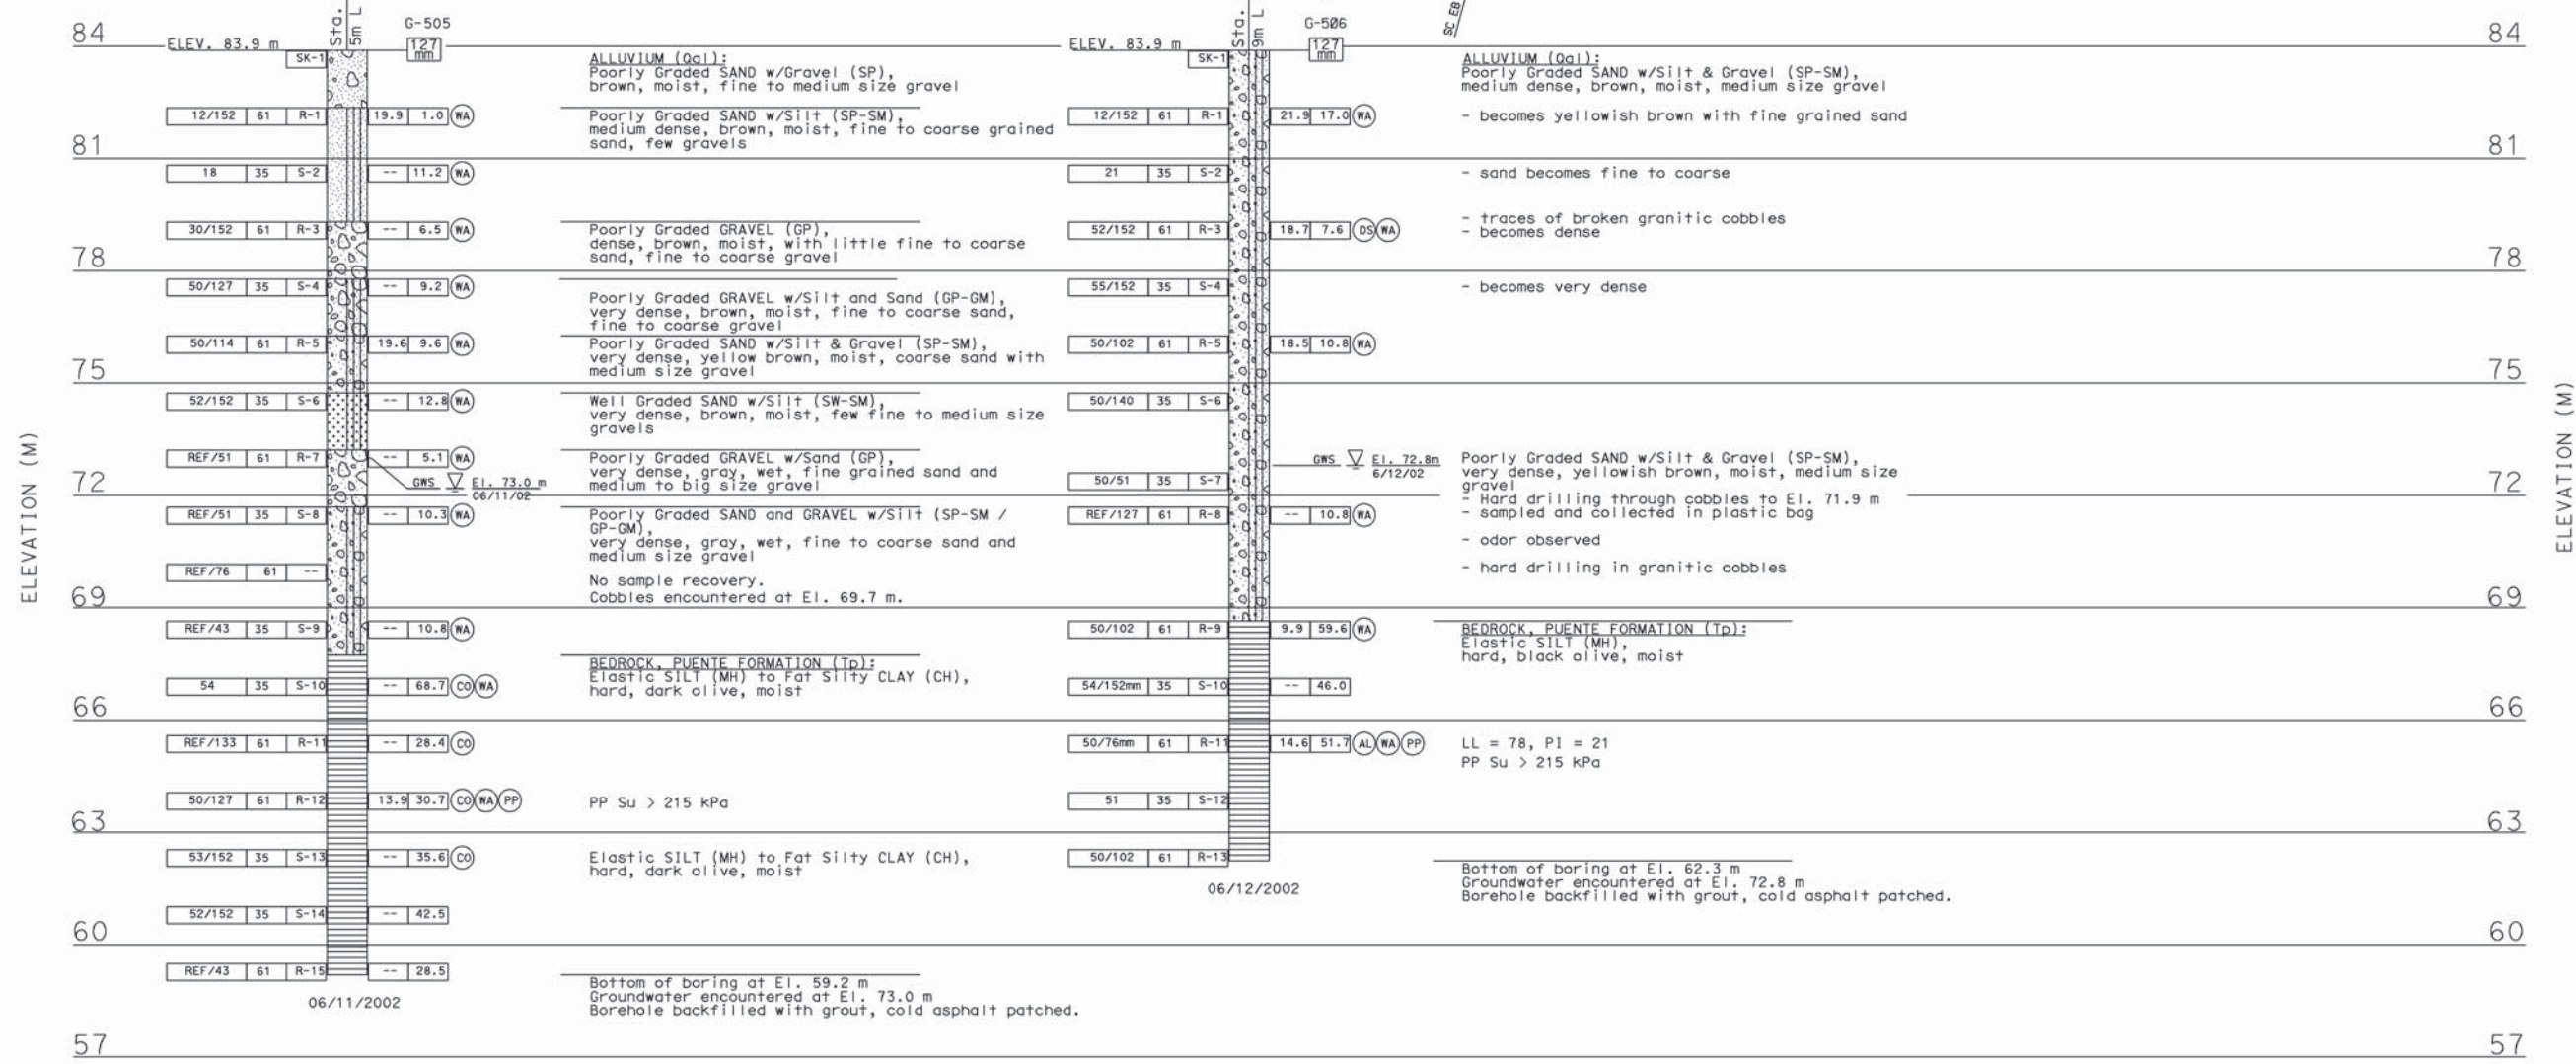 84
ELEV. 83.9 m
Sta.
5m L
G-505
127 mm
SK-1
ALLUVIUM (Qal):
Poorly Graded SAND w/Gravel (SP),
brown, moist, fine to medium size gravel
12/152 61 R-1 19.9 1.0 WA
Poorly Graded SAND w/Silt (SP-SM),
medium dense, brown, moist, fine to coarse grained
sand, few gravels
81
18 35 S-2 -- 11.2 WA
30/152 61 R-3 -- 6.5 WA
Poorly Graded GRAVEL (GP),
dense, brown, moist, with little fine to coarse
sand, fine to coarse gravel
78
50/127 35 S-4 -- 9.2 WA
Poorly Graded GRAVEL w/Silt and Sand (GP-GM),
very dense, brown, moist, fine to coarse sand,
fine to coarse gravel
50/114 61 R-5 19.6 9.6 WA
Poorly Graded SAND w/Silt & Gravel (SP-SM),
very dense, yellow brown, moist, coarse sand with
medium size gravel
75
52/152 35 S-6 -- 12.8 WA
Well Graded SAND w/Silt (SW-SM),
very dense, brown, moist, few fine to medium size
gravels
REF/51 61 R-7 -- 5.1 WA
GWS El. 73.0 m
06/11/02
Poorly Graded GRAVEL w/Sand (GP),
very dense, gray, wet, fine grained sand and
medium to big size gravel
72
REF/51 35 S-8 -- 10.3 WA
Poorly Graded SAND and GRAVEL w/Silt (SP-SM /
GP-GM),
very dense, gray, wet, fine to coarse sand and
medium size gravel
REF/76 61 --
No sample recovery.
Cobbles encountered at El. 69.7 m.
69
REF/43 35 S-9 -- 10.8 WA
BEDROCK, PUENTE FORMATION (Tp):
Elastic SILT (MH) to Fat Silty CLAY (CH),
hard, dark olive, moist
54 35 S-10 -- 68.7 CO WA
66
REF/133 61 R-11 -- 28.4 CO
50/127 61 R-12 13.9 30.7 CO WA PP
PP Su > 215 kPa
63
53/152 35 S-13 -- 35.6 CO
Elastic SILT (MH) to Fat Silty CLAY (CH),
hard, dark olive, moist
52/152 35 S-14 -- 42.5
60
REF/43 61 R-15 -- 28.5
06/11/2002
Bottom of boring at El. 59.2 m
Groundwater encountered at El. 73.0 m
Borehole backfilled with grout, cold asphalt patched.
57
ELEVATION (M)
ELEV. 83.9 m
Sta.
9m L
G-506
127 mm
SC EB
SK-1
ALLUVIUM (Qal):
Poorly Graded SAND w/Silt & Gravel (SP-SM),
medium dense, brown, moist, medium size gravel
12/152 61 R-1 21.9 17.0 WA
- becomes yellowish brown with fine grained sand
21 35 S-2
- sand becomes fine to coarse
- traces of broken granitic cobbles
52/152 61 R-3 18.7 7.6 DS WA
- becomes dense
55/152 35 S-4
- becomes very dense
50/102 61 R-5 18.5 10.8 WA
50/140 35 S-6
GWS El. 72.8m
6/12/02
Poorly Graded SAND w/Silt & Gravel (SP-SM),
very dense, yellowish brown, moist, medium size
gravel
50/51 35 S-7
- Hard drilling through cobbles to El. 71.9 m
REF/127 61 R-8 -- 10.8 WA
- sampled and collected in plastic bag
- odor observed
- hard drilling in granitic cobbles
50/102 61 R-9 9.9 59.6 WA
BEDROCK, PUENTE FORMATION (Tp):
Elastic SILT (MH),
hard, black olive, moist
54/152mm 35 S-10 -- 46.0
50/76mm 61 R-11 14.6 51.7 AL WA PP
LL = 78, PI = 21
PP Su > 215 kPa
51 35 S-12
50/102 61 R-13
06/12/2002
Bottom of boring at El. 62.3 m
Groundwater encountered at El. 72.8 m
Borehole backfilled with grout, cold asphalt patched.
84
81
78
75
72
69
66
63
60
57
ELEVATION (M)